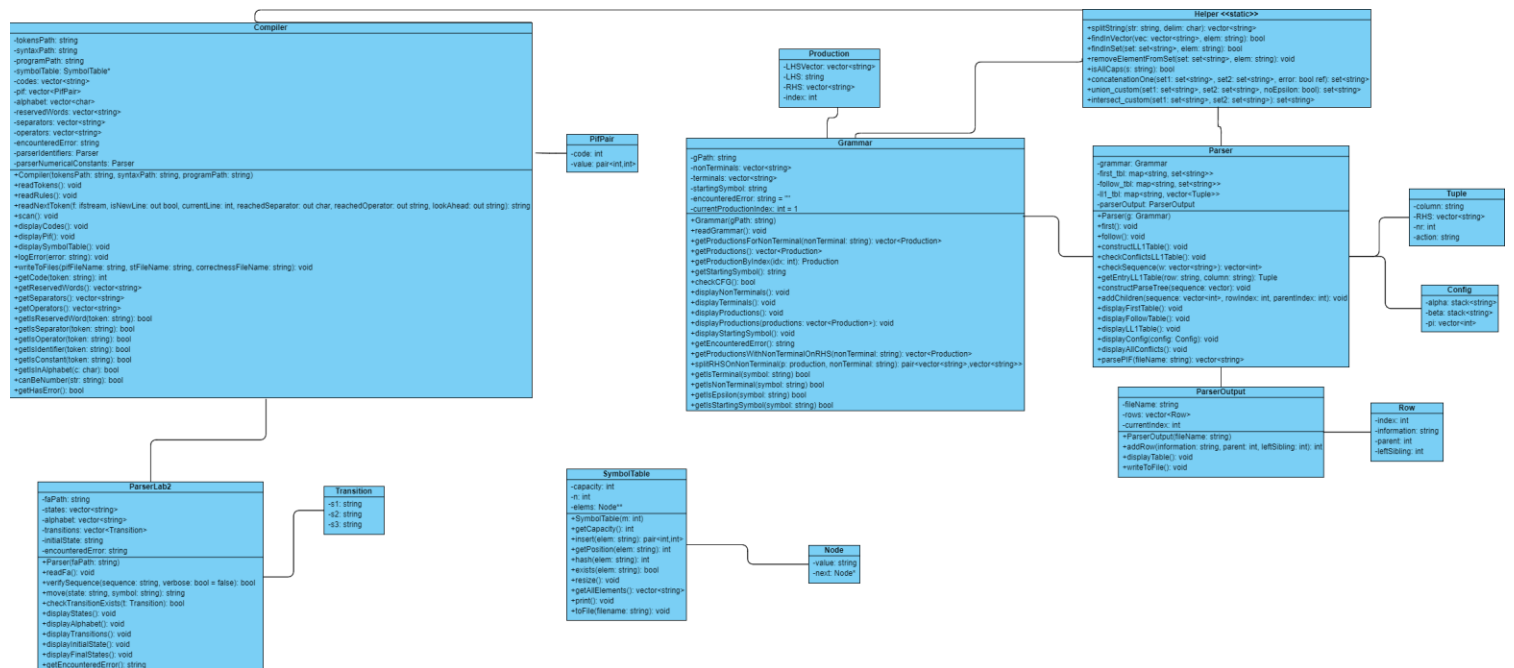 Compiler
-tokensPath: string
-syntaxPath: string
-programPath: string
-symbolTable: SymbolTable*
-codes: vector<string>
-pif: vector<PifPair>
-alphabet: vector<char>
-reservedWords: vector<string>
-separators: vector<string>
-operators: vector<string>
-encounteredError: string
-parserIdentifiers: Parser
-parserNumericalConstants: Parser
+Compiler(tokensPath: string, syntaxPath: string, programPath: string)
+readTokens(): void
+readRules(): void
+readNextToken(f: ifstream, isNewLine: out bool, currentLine: int, reachedSeparator: out char, reachedOperator: out string, lookAhead: out string): string
+scan(): void
+displayCodes(): void
+displayPif(): void
+displaySymbolTable(): void
+logError(error: string): void
+writeToFiles(pifFileName: string, stFileName: string, correctnessFileName: string): void
+getCode(token: string): int
+getReservedWords(): vector<string>
+getSeparators(): vector<string>
+getOperators(): vector<string>
+getIsReservedWord(token: string): bool
+getIsSeparator(token: string): bool
+getIsOperator(token: string): bool
+getIsIdentifier(token: string): bool
+getIsConstant(token: string): bool
+getIsInAlphabet(c: char): bool
+canBeNumber(str: string): bool
+getHasError(): bool
PifPair
-code: int
-value: pair<int,int>
Production
-LHSVector: vector<string>
-LHS: string
-RHS: vector<string>
-index: int
Helper <<static>>
+splitString(str: string, delim: char): vector<string>
+findInVector(vec: vector<string>, elem: string): bool
+findInSet(set: set<string>, elem: string): bool
+removeElementFromSet(set: set<string>, elem: string): void
+isAllCaps(s: string): bool
+concatenationOne(set1: set<string>, set2: set<string>, error: bool ref): set<string>
+union_custom(set1: set<string>, set2: set<string>, noEpsilon: bool): set<string>
+intersect_custom(set1: set<string>, set2: set<string>): set<string>
Grammar
-gPath: string
-nonTerminals: vector<string>
-terminals: vector<string>
-startingSymbol: string
-encounteredError: string = ""
-currentProductionIndex: int = 1
+Grammar(gPath: string)
+readGrammar(): void
+getProductionsForNonTerminal(nonTerminal: string): vector<Production>
+getProductions(): vector<Production>
+getProductionByIndex(idx: int): Production
+getStartingSymbol(): string
+checkCFG(): bool
+displayNonTerminals(): void
+displayTerminals(): void
+displayProductions(): void
+displayProductions(productions: vector<Production>): void
+displayStartingSymbol(): void
+getEncounteredError(): string
+getProductionsWithNonTerminalOnRHS(nonTerminal: string): vector<Production>
+splitRHSOnNonTerminal(p: production, nonTerminal: string): pair<vector<string>,vector<string>>
+getIsTerminal(symbol: string) bool
+getIsNonTerminal(symbol: string) bool
+getIsEpsilon(symbol: string) bool
+getIsStartingSymbol(symbol: string) bool
Parser
-grammar: Grammar
-first_tbl: map<string, set<string>>
-follow_tbl: map<string, set<string>>
-ll1_tbl: map<string, vector<Tuple>>
-parserOutput: ParserOutput
+Parser(g: Grammar)
+first(): void
+follow(): void
+constructLL1Table(): void
+checkConflictsLL1Table(): void
+checkSequence(w: vector<string>): vector<int>
+getEntryLL1Table(row: string, column: string): Tuple
+constructParseTree(sequence: vector): void
+addChildren(sequence: vector<int>, rowIndex: int, parentIndex: int): void
+displayFirstTable(): void
+displayFollowTable(): void
+displayLL1Table(): void
+displayConfig(config: Config): void
+displayAllConflicts(): void
+parsePIF(fileName: string): vector<string>
Tuple
-column: string
-RHS: vector<string>
-nr: int
-action: string
Config
-alpha: stack<string>
-beta: stack<string>
-pi: vector<int>
ParserOutput
-fileName: string
-rows: vector<Row>
-currentIndex: int
+ParserOutput(fileName: string)
+addRow(information: string, parent: int, leftSibling: int): int
+displayTable(): void
+writeToFile(): void
Row
-index: int
-information: string
-parent: int
-leftSibling: int
ParserLab2
-faPath: string
-states: vector<string>
-alphabet: vector<string>
-transitions: vector<Transition>
-initialState: string
-encounteredError: string
+Parser(faPath: string)
+readFa(): void
+verifySequence(sequence: string, verbose: bool = false): bool
+move(state: string, symbol: string): string
+checkTransitionExists(t: Transition): bool
+displayStates(): void
+displayAlphabet(): void
+displayTransitions(): void
+displayInitialState(): void
+displayFinalStates(): void
+getEncounteredError(): string
Transition
-s1: string
-s2: string
-s3: string
SymbolTable
-capacity: int
-n: int
-elems: Node**
+SymbolTable(m: int)
+getCapacity(): int
+insert(elem: string): pair<int,int>
+getPosition(elem: string): int
+hash(elem: string): int
+exists(elem: string): bool
+resize(): void
+getAllElements(): vector<string>
+print(): void
+toFile(filename: string): void
Node
-value: string
-next: Node*